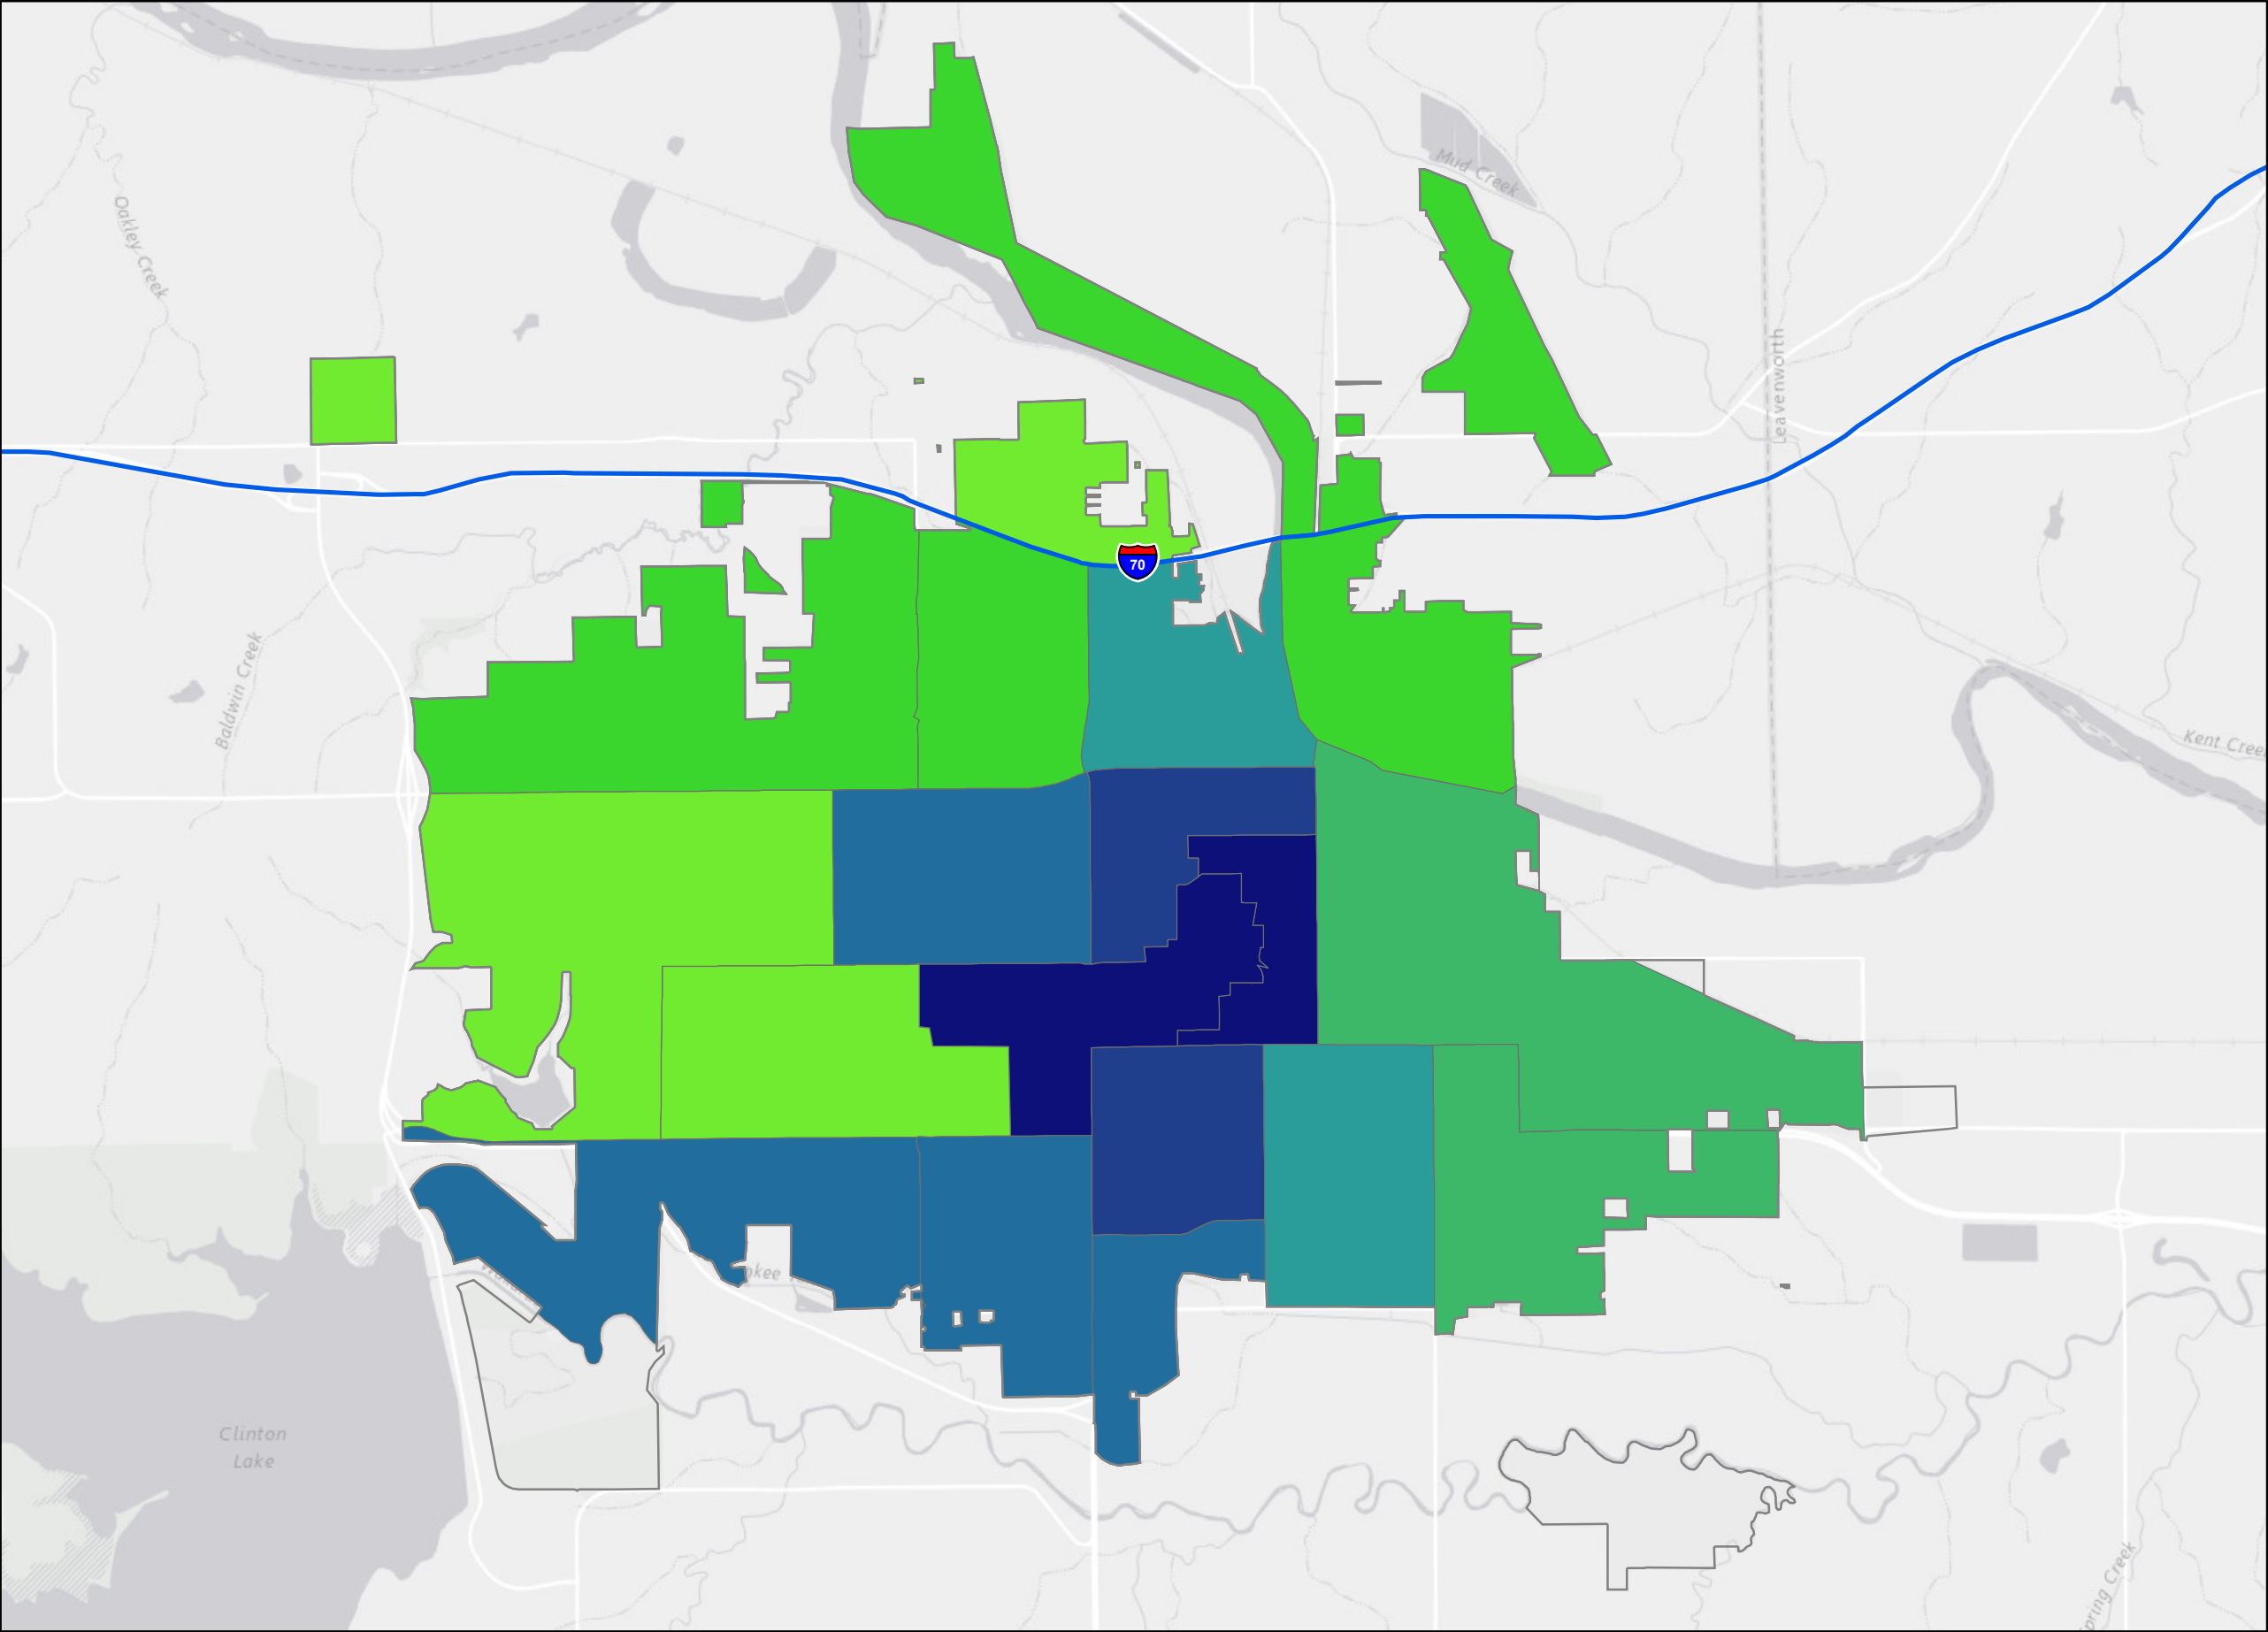 Mud Creek
Oakley Creek
Leavenworth
70
Baldwin Creek
Kent Cree
kee
Clinton
Lake
pring Creek